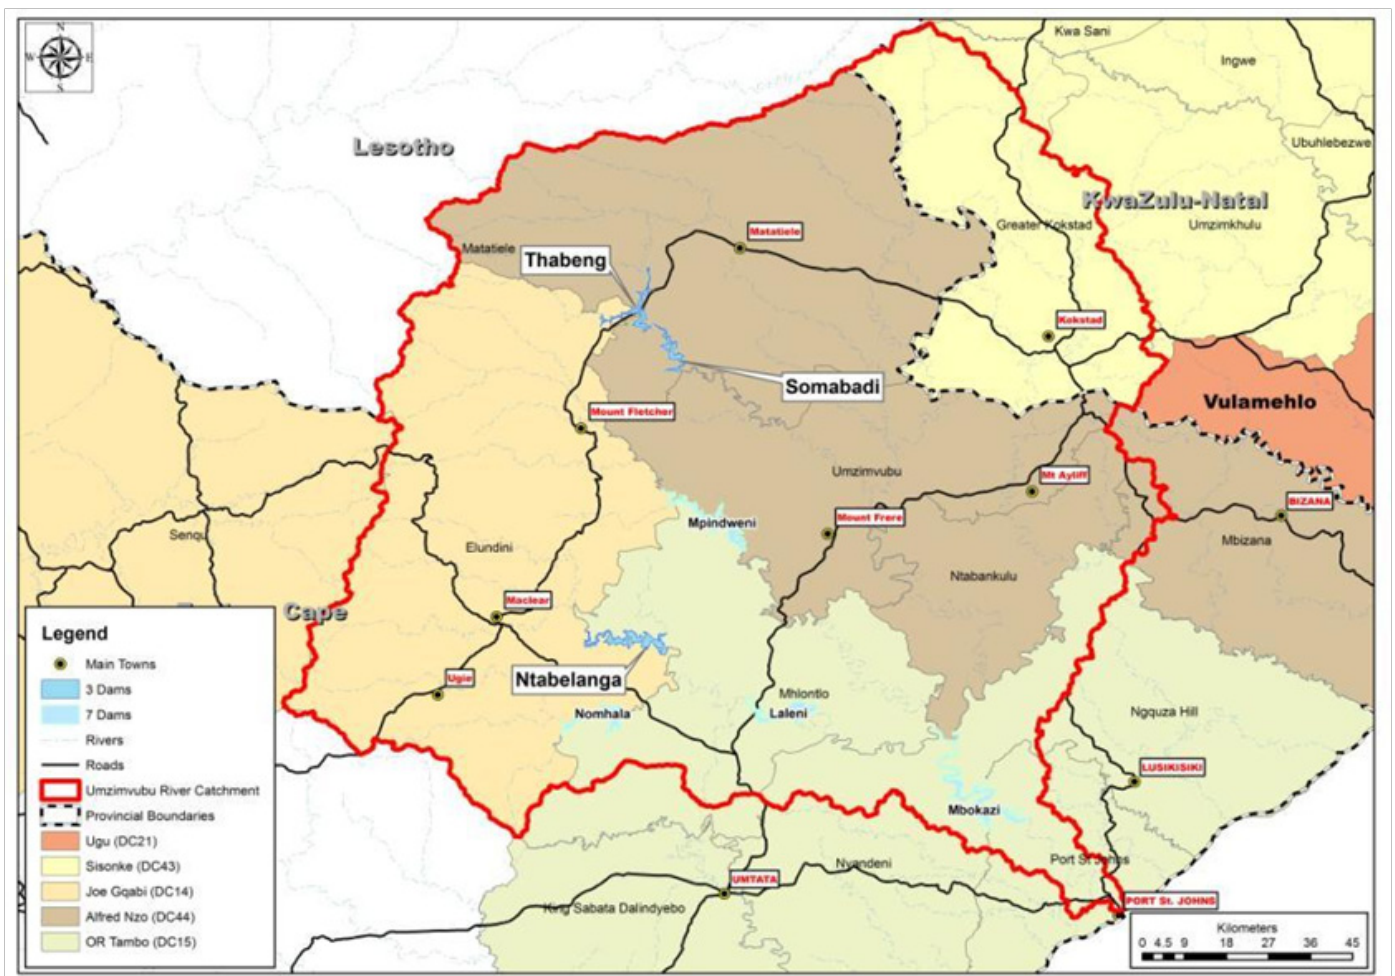 N
W E
S
Kwa Sani
Ingwe
Ubuhlebezwe
Lesotho
KwaZulu-Natal
Greater Kokstad
Umzimkhulu
Matatiele
Matatiele
Thabeng
Kokstad
Somabadi
Vulamehlo
Mount Fletcher
Umzimvubu
Mt Ayliff
BIZANA
Mpindweni
Mount Frere
Senqu
Elundini
Mbizana
Ntabankulu
Maclear
Cape
Ugie
Ntabelanga
Mhlontlo
Nomhala
Laleni
Ngquza Hill
LUSIKISIKI
Mbokazi
Nyandeni
Port St Johns
UMTATA
King Sabata Dalindyebo
PORT St. JOHNS
Legend
Main Towns
3 Dams
7 Dams
Rivers
Roads
Umzimvubu River Catchment
Provincial Boundaries
Ugu (DC21)
Sisonke (DC43)
Joe Gqabi (DC14)
Alfred Nzo (DC44)
OR Tambo (DC15)
Kilometers
0 4.5 9 18 27 36 45